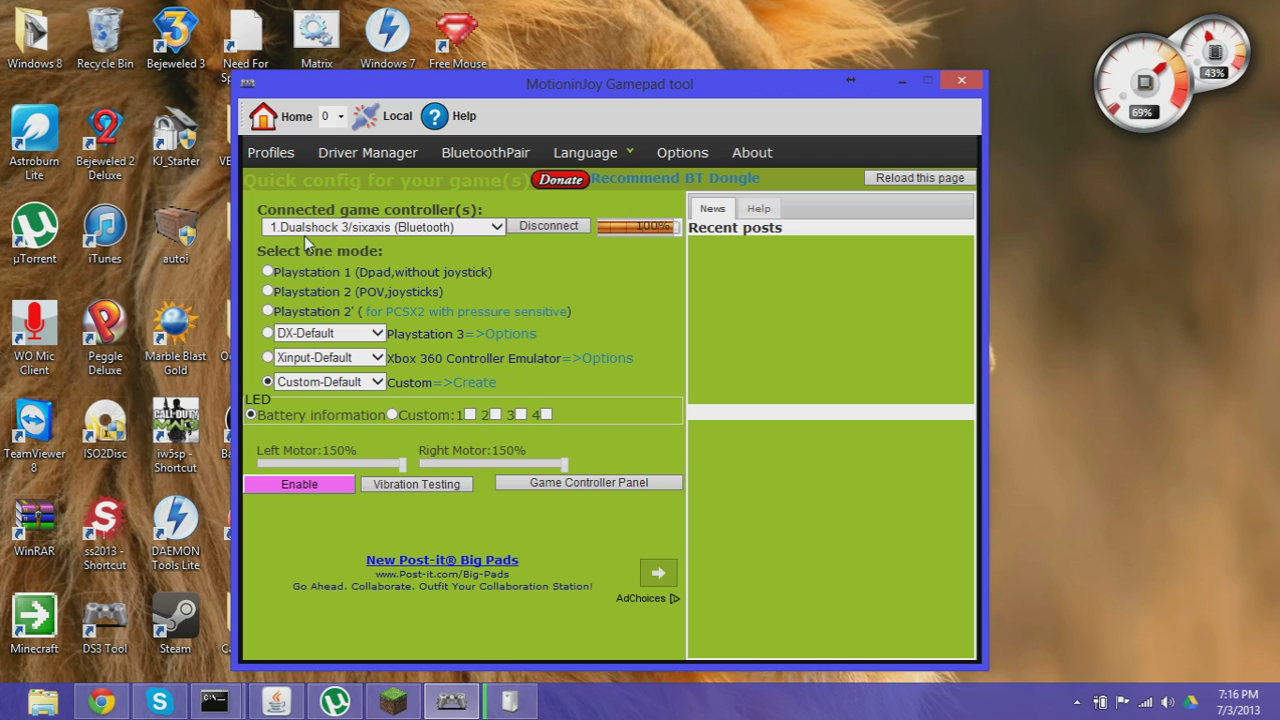 Windows 8
Recycle Bin
Bejeweled 3
Need For
Matrix
Windows 7
Free Mouse
Astroburn
Lite
Bejeweled 2
Deluxe
KJ_Starter
µTorrent
iTunes
autoi
WO Mic
Client
Peggle
Deluxe
Marble Blast
Gold
TeamViewer
8
ISO2Disc
iw5sp -
Shortcut
WinRAR
ss2013 -
Shortcut
DAEMON
Tools Lite
Minecraft
DS3 Tool
Steam
MotioninJoy Gamepad tool
Home 0 Local Help
Profiles Driver Manager BluetoothPair Language Options About
Quick config for your game(s) Donate Recommend BT Dongle Reload this page
Connected game controller(s):
1.Dualshock 3/sixaxis (Bluetooth) Disconnect 100%
Select one mode:
Playstation 1 (Dpad,without joystick)
Playstation 2 (POV,joysticks)
Playstation 2' ( for PCSX2 with pressure sensitive)
DX-Default Playstation 3=>Options
Xinput-Default Xbox 360 Controller Emulator=>Options
Custom-Default Custom=>Create
LED
Battery information Custom:1 2 3 4
Left Motor:150% Right Motor:150%
Enable Vibration Testing Game Controller Panel
New Post-it® Big Pads
www.Post-it.com/Big-Pads
Go Ahead. Collaborate. Outfit Your Collaboration Station!
AdChoices
News Help
Recent posts
43%
69%
7:16 PM
7/3/2013